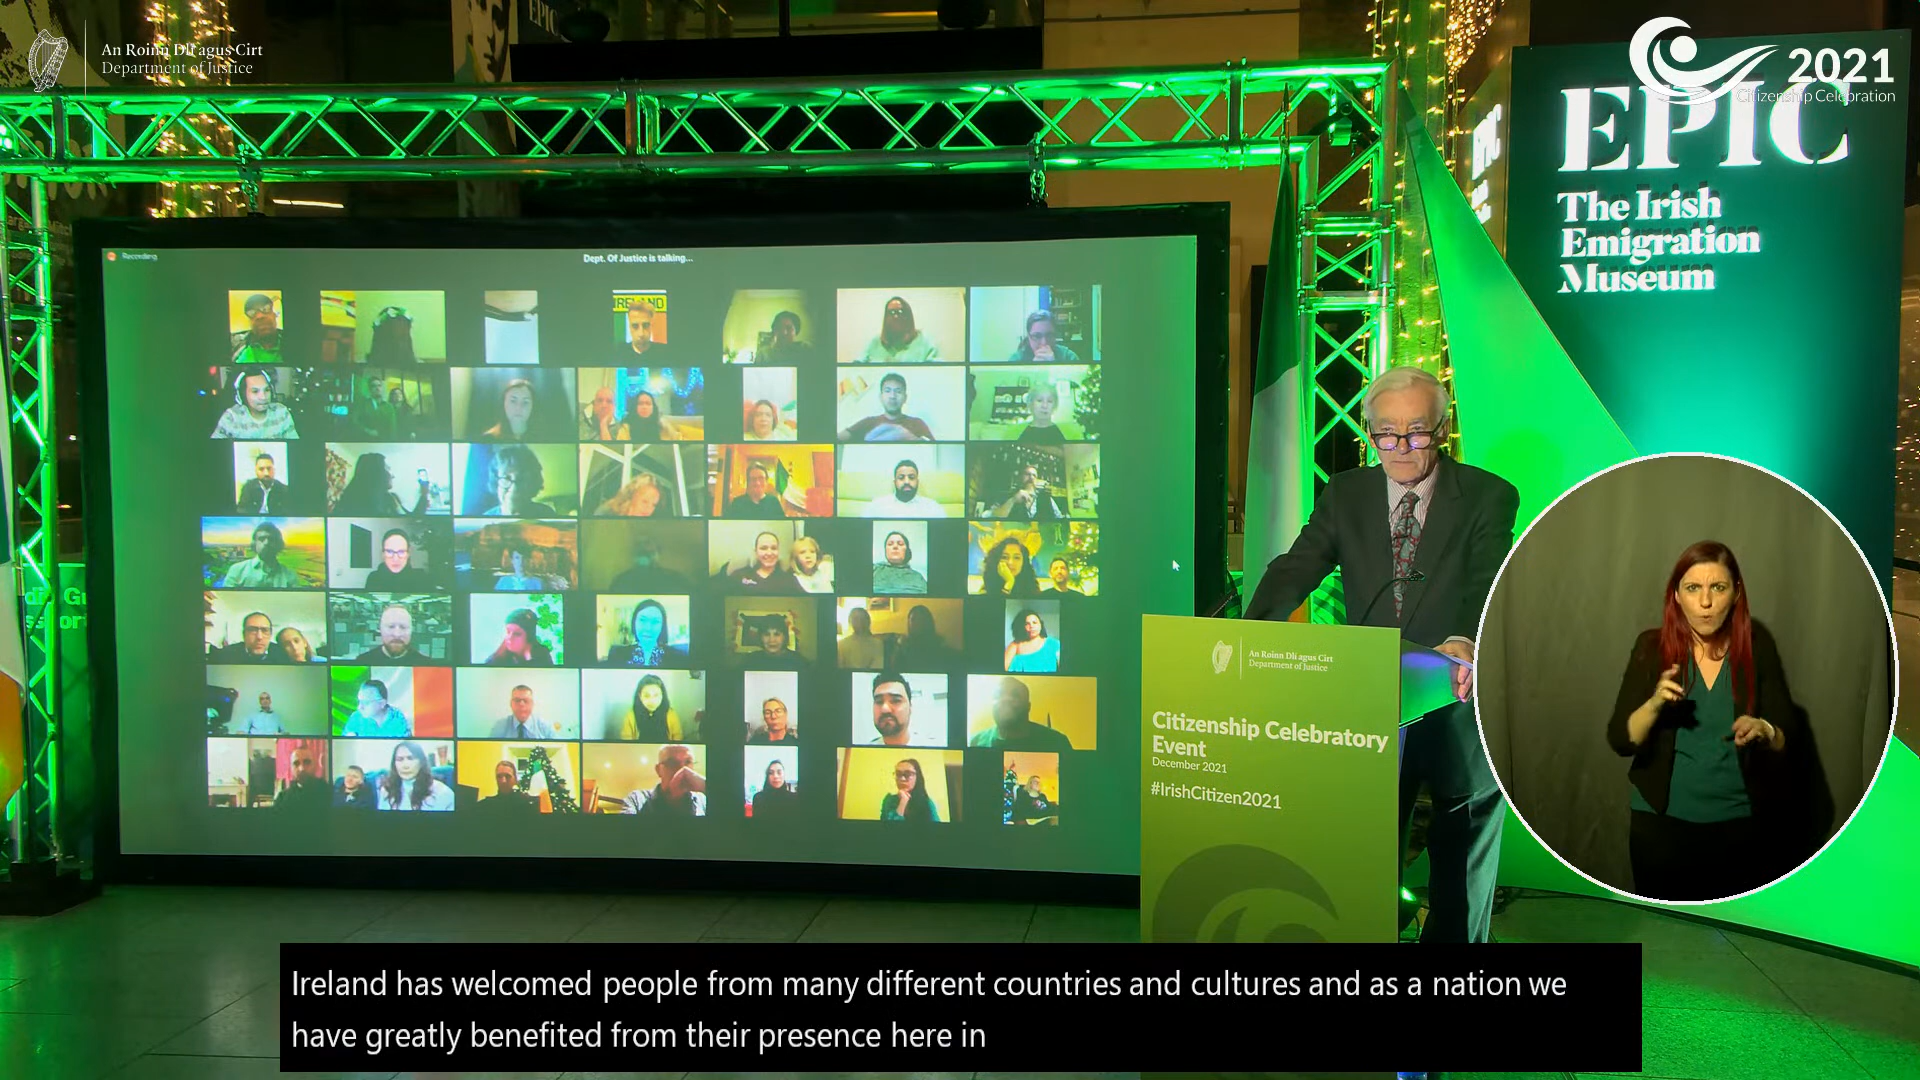 An Roinn Dlí agus Cirt
Department of Justice
EPIC
2021
Citizenship Celebration
EPIC
The Irish
Emigration
Museum
Recording
Dept. Of Justice is talking...
IRELAND
An Roinn Dlí agus Cirt
Department of Justice
Citizenship Celebratory
Event
December 2021
#IrishCitizen2021
Ireland has welcomed people from many different countries and cultures and as a nation we
have greatly benefited from their presence here in